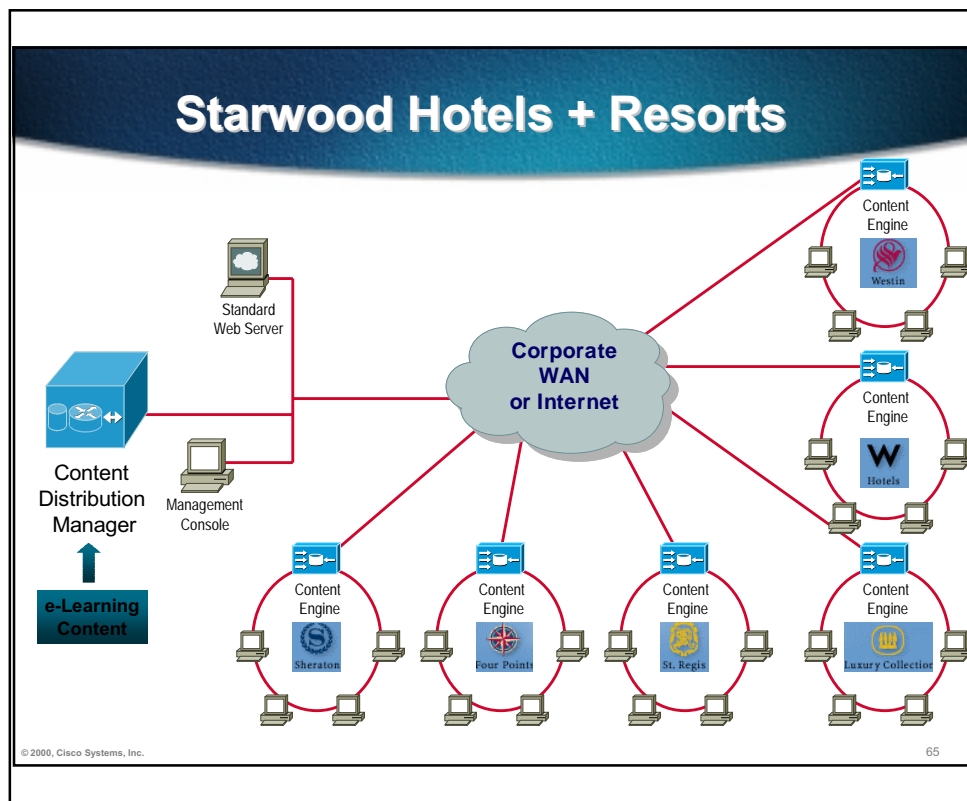 Starwood Hotels + Resorts
Content
Engine
Westin
Standard
Web Server
Corporate
WAN
or Internet
Content
Engine
W
Hotels
Content
Distribution
Manager
Management
Console
e-Learning
Content
Content
Engine
S
Sheraton
Content
Engine
Four Points
Content
Engine
St. Regis
Content
Engine
Luxury Collection
© 2000, Cisco Systems, Inc.
65